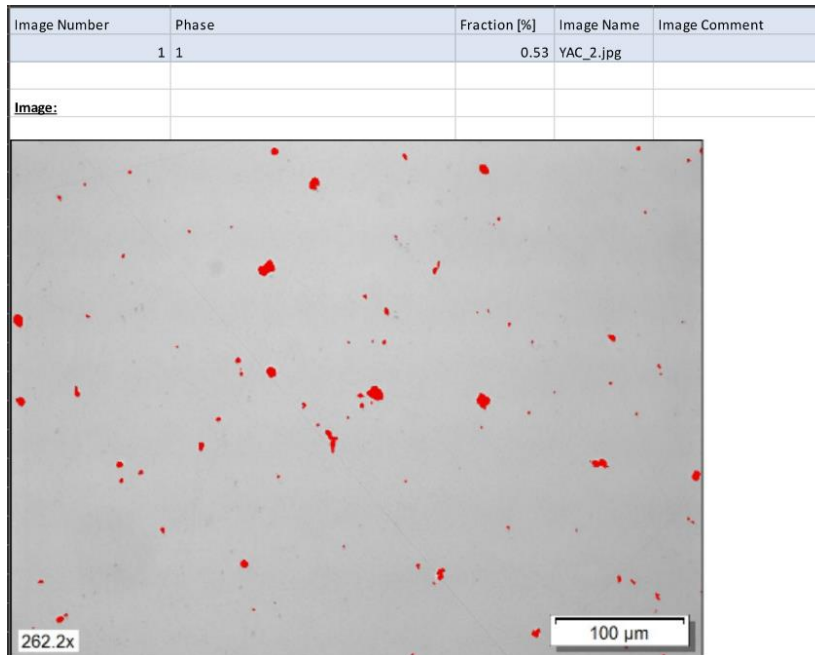 Image Number Phase Fraction [%] Image Name Image Comment
1 1 0.53 YAC_2.jpg
Image:
262.2x
100 µm